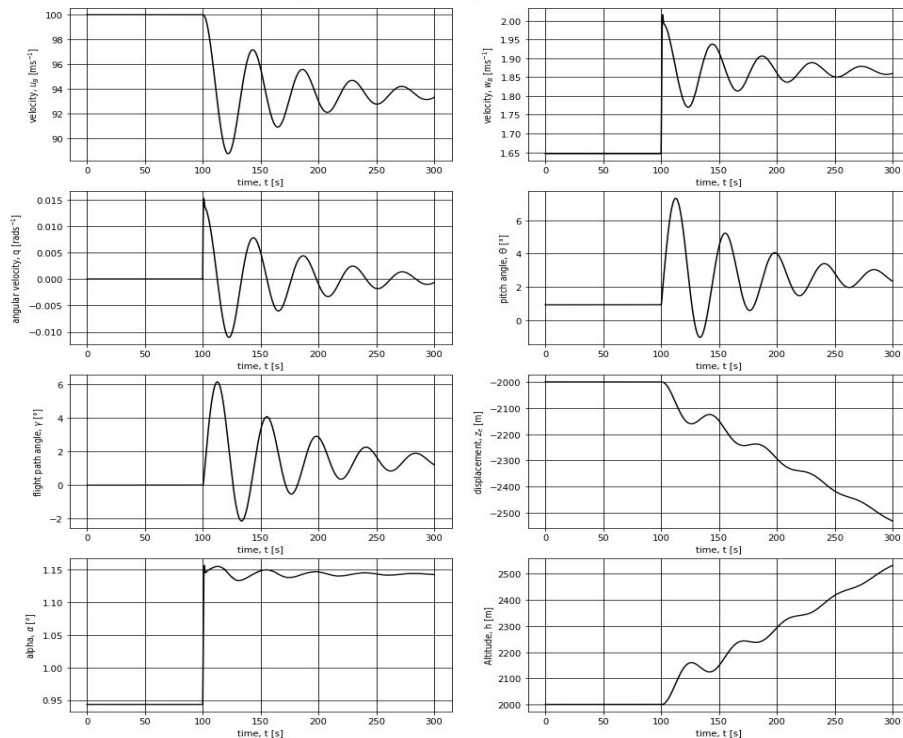 velocity, u_B [ms⁻¹]
100
98
96
94
92
90
0 50 100 150 200 250 300
time, t [s]
velocity, w_B [ms⁻¹]
2.00
1.95
1.90
1.85
1.80
1.75
1.70
1.65
0 50 100 150 200 250 300
time, t [s]
angular velocity, q [rads⁻¹]
0.015
0.010
0.005
0.000
−0.005
−0.010
0 50 100 150 200 250 300
time, t [s]
pitch angle, Θ [°]
6
4
2
0
0 50 100 150 200 250 300
time, t [s]
flight path angle, γ [°]
6
4
2
0
−2
0 50 100 150 200 250 300
time, t [s]
displacement, z_e [m]
−2000
−2100
−2200
−2300
−2400
−2500
0 50 100 150 200 250 300
time, t [s]
alpha, α [°]
1.15
1.10
1.05
1.00
0.95
0 50 100 150 200 250 300
time, t [s]
Altitude, h [m]
2500
2400
2300
2200
2100
2000
0 50 100 150 200 250 300
time, t [s]